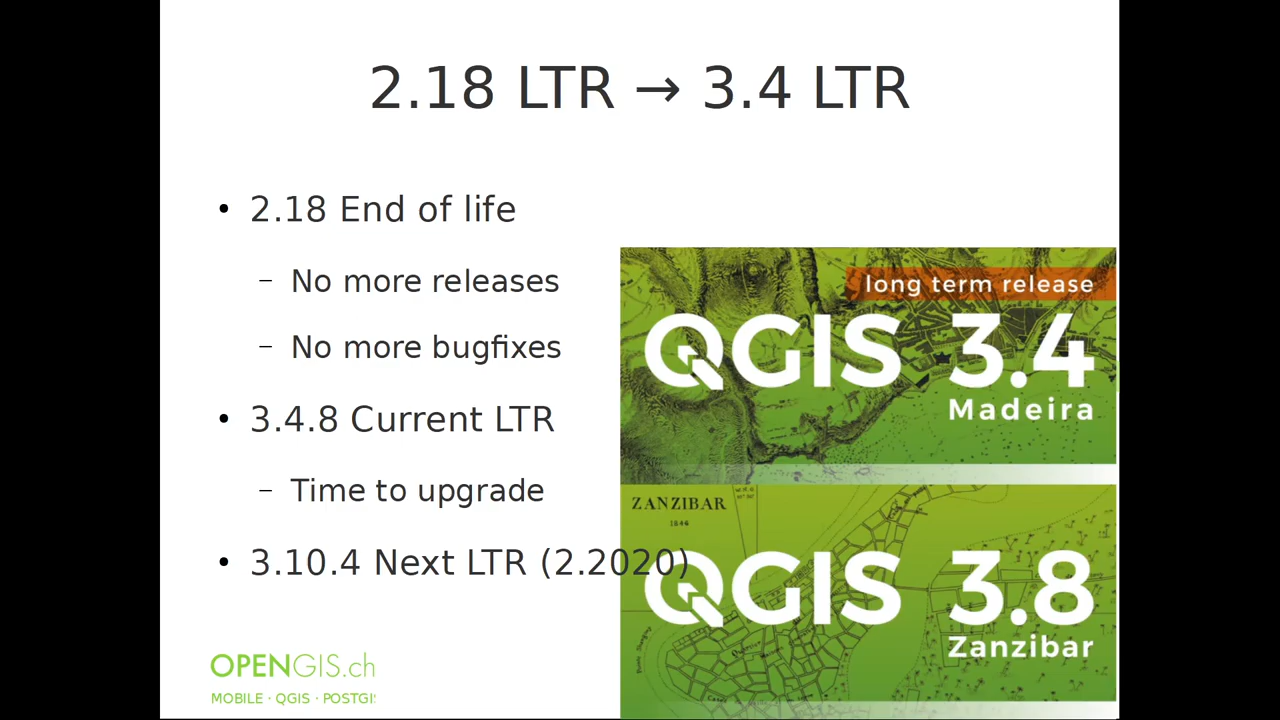 2.18 LTR → 3.4 LTR
• 2.18 End of life
– No more releases
– No more bugfixes
• 3.4.8 Current LTR
– Time to upgrade
• 3.10.4 Next LTR (2.2020)
long term release
QGIS 3.4
Madeira
ZANZIBAR
1846
QGIS 3.8
Zanzibar
OPENGIS.ch
MOBILE · QGIS · POSTGI